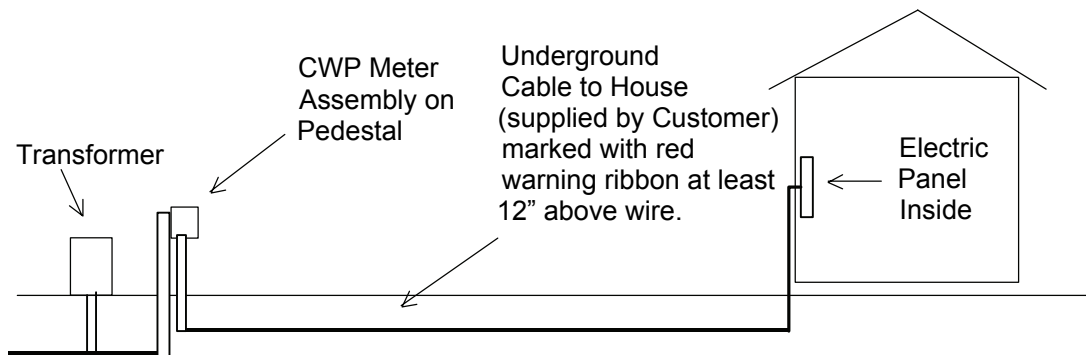 Transformer
CWP Meter
Assembly on
Pedestal
Underground
Cable to House
(supplied by Customer)
marked with red
warning ribbon at least
12” above wire.
Electric
Panel
Inside